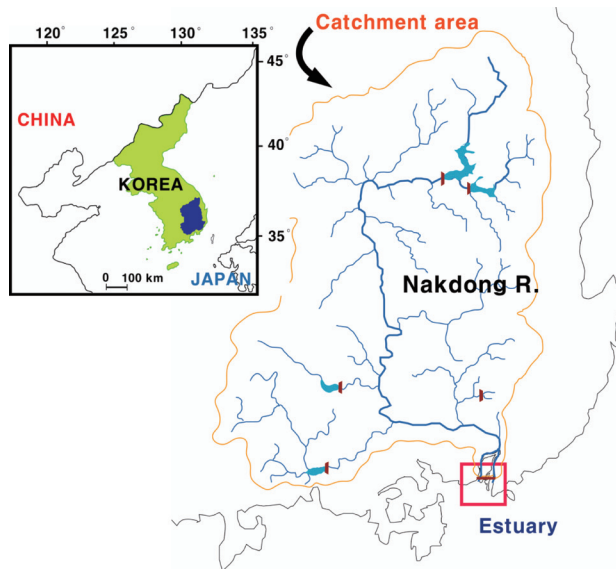 Catchment area
120° 125° 130° 135°
45°
CHINA
40°
KOREA
35°
0 100 km
JAPAN
Nakdong R.
Estuary